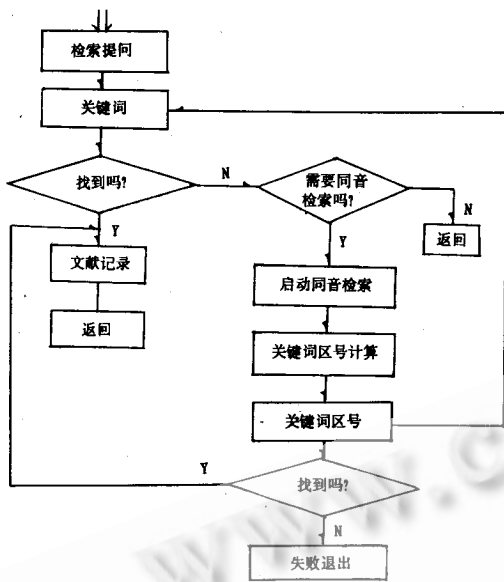 检索提问
关键词
找到吗?
N
需要同音
检索吗?
N
返回
Y
文献记录
返回
Y
启动同音检索
关键词区号计算
关键词区号
Y
找到吗?
N
失败退出
www.c